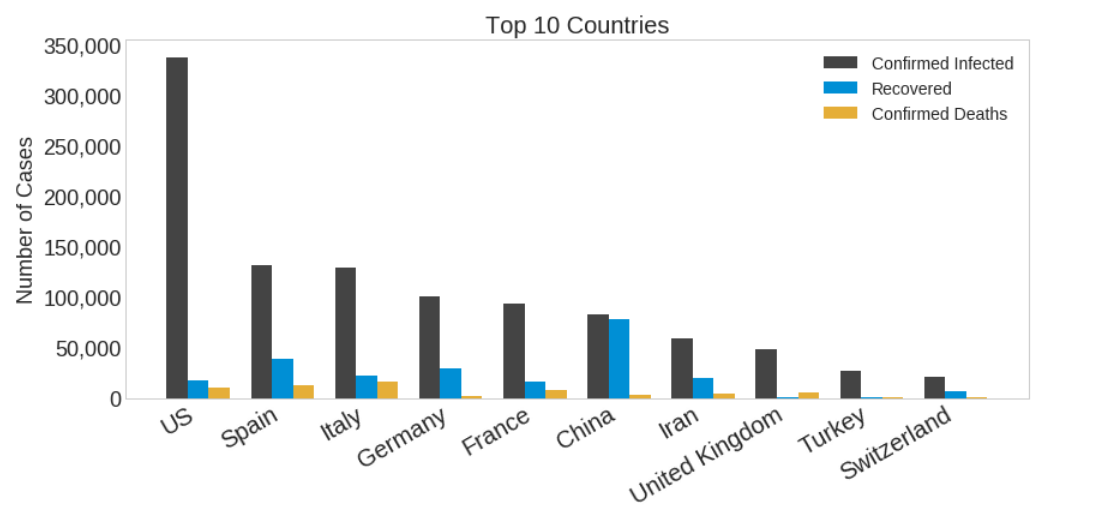 Top 10 Countries
350,000
300,000
250,000
200,000
150,000
100,000
50,000
0
Number of Cases
Confirmed Infected
Recovered
Confirmed Deaths
US
Spain
Italy
Germany
France
China
Iran
United Kingdom
Turkey
Switzerland